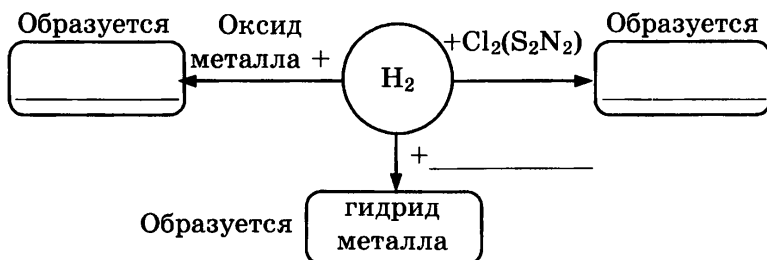 Образуется
Оксид
металла +
H₂
+Cl₂(S₂N₂)
Образуется
+
Образуется
гидрид
металла